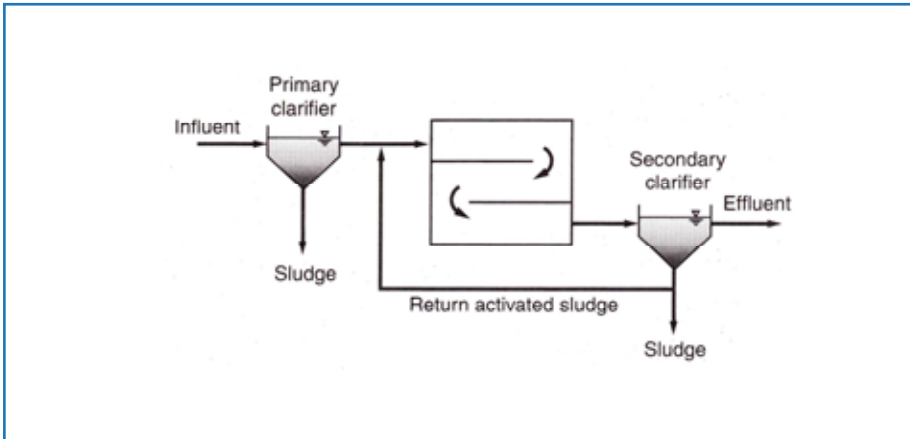 Primary
clarifier
Influent
Secondary
clarifier
Effluent
Sludge
Return activated sludge
Sludge